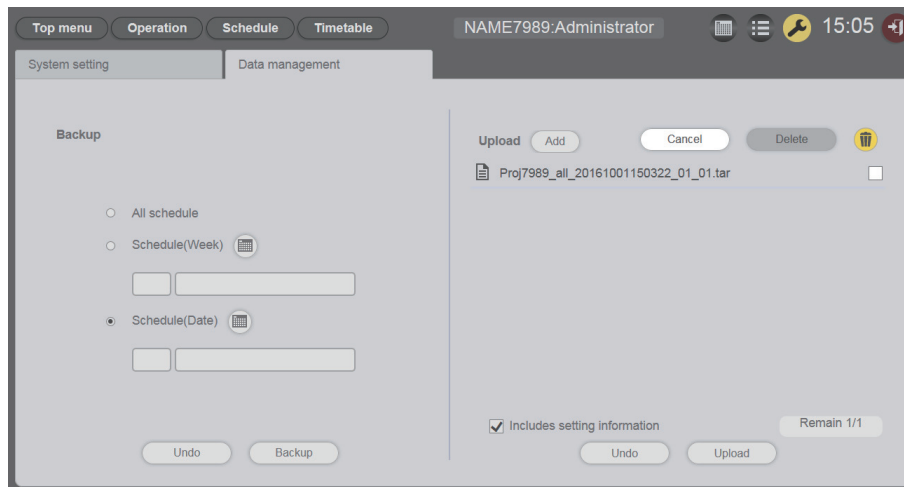 Top menu Operation Schedule Timetable NAME7989:Administrator 15:05
System setting Data management
Backup
All schedule
Schedule(Week)
Schedule(Date)
Undo Backup
Upload Add Cancel Delete
Proj7989_all_20161001150322_01_01.tar
Includes setting information Remain 1/1
Undo Upload